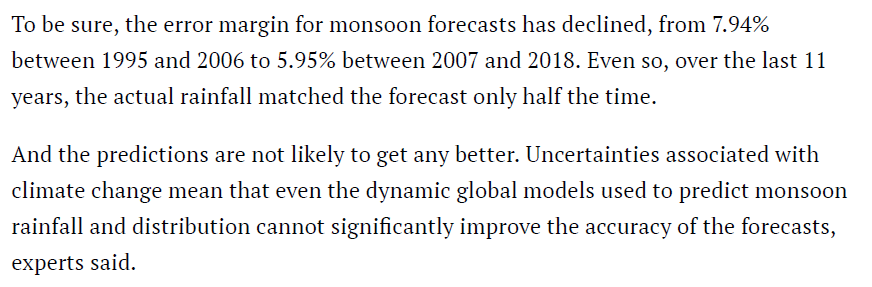 To be sure, the error margin for monsoon forecasts has declined, from 7.94%
between 1995 and 2006 to 5.95% between 2007 and 2018. Even so, over the last 11
years, the actual rainfall matched the forecast only half the time.
And the predictions are not likely to get any better. Uncertainties associated with
climate change mean that even the dynamic global models used to predict monsoon
rainfall and distribution cannot significantly improve the accuracy of the forecasts,
experts said.